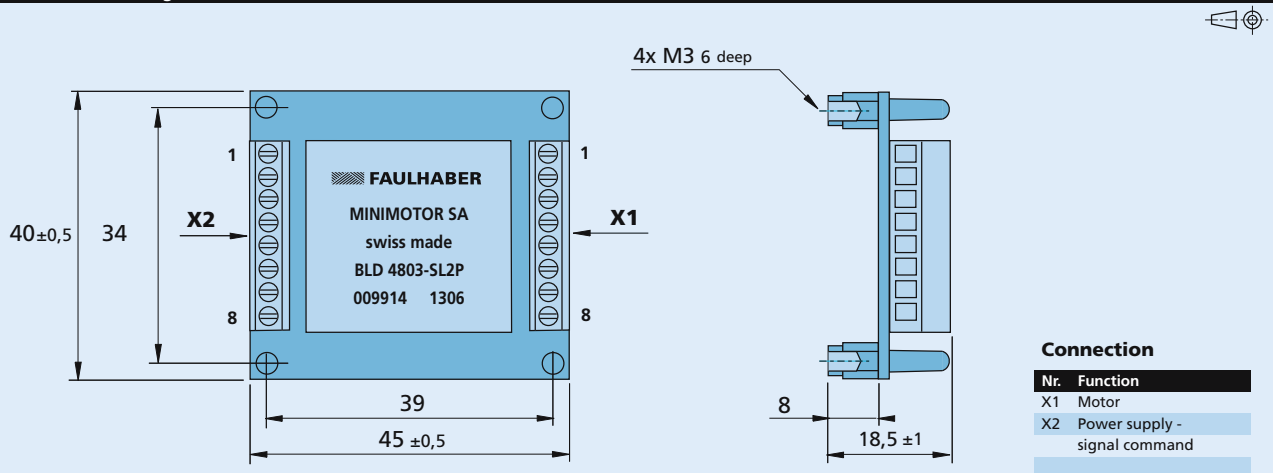 4x M3 6 deep
1
1
FAULHABER
MINIMOTOR SA
swiss made
BLD 4803-SL2P
009914 1306
X2
X1
40±0,5
34
8
8
39
45 ±0,5
8
18,5 ±1
Connection
Nr. Function
X1 Motor
X2 Power supply -
signal command